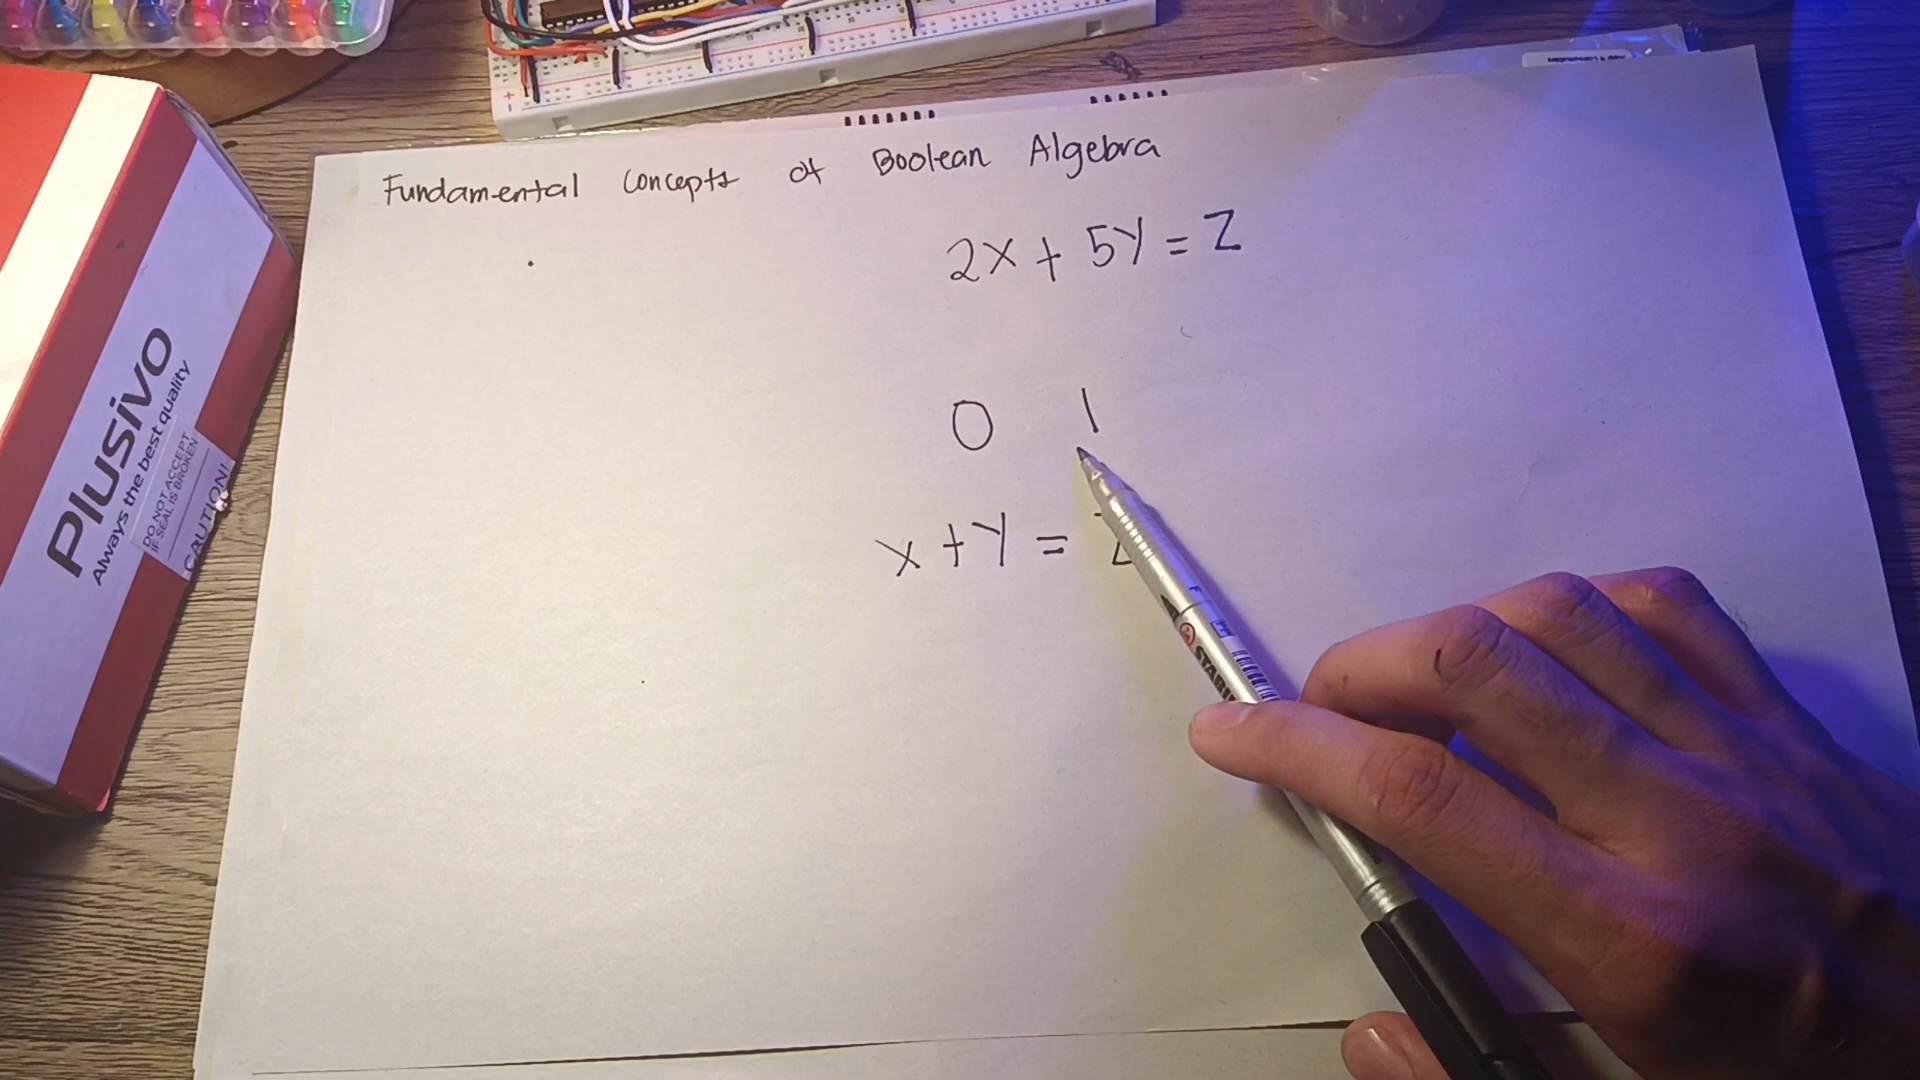 Fundamental Concepts of Boolean Algebra
2X + 5Y = Z
0 1
X + Y = Z
Plusivo
Always the best quality
DO NOT ACCEPT
IF SEAL IS BROKEN
CAUTION!
F